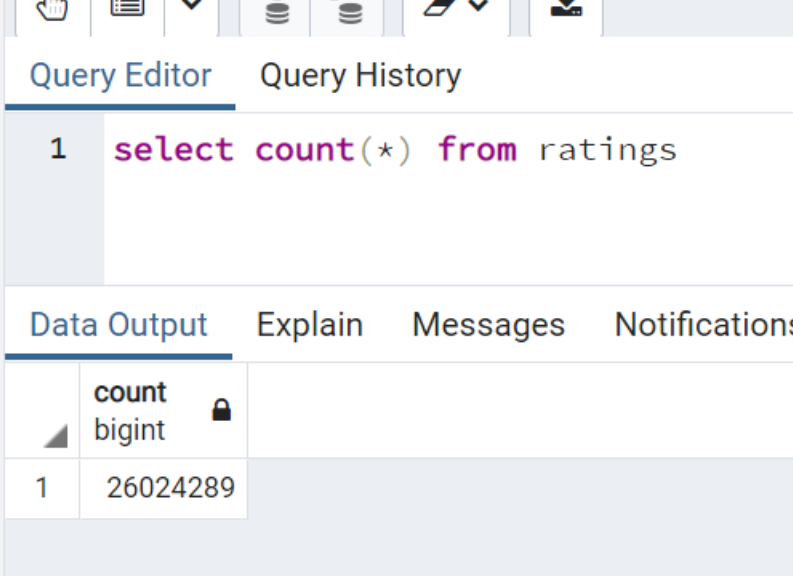 Query Editor Query History
1 select count(*) from ratings
Data Output Explain Messages Notifications
count
bigint
1 26024289